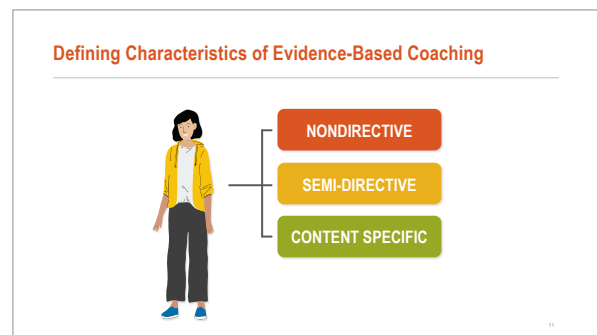 Defining Characteristics of Evidence-Based Coaching
NONDIRECTIVE
SEMI-DIRECTIVE
CONTENT SPECIFIC